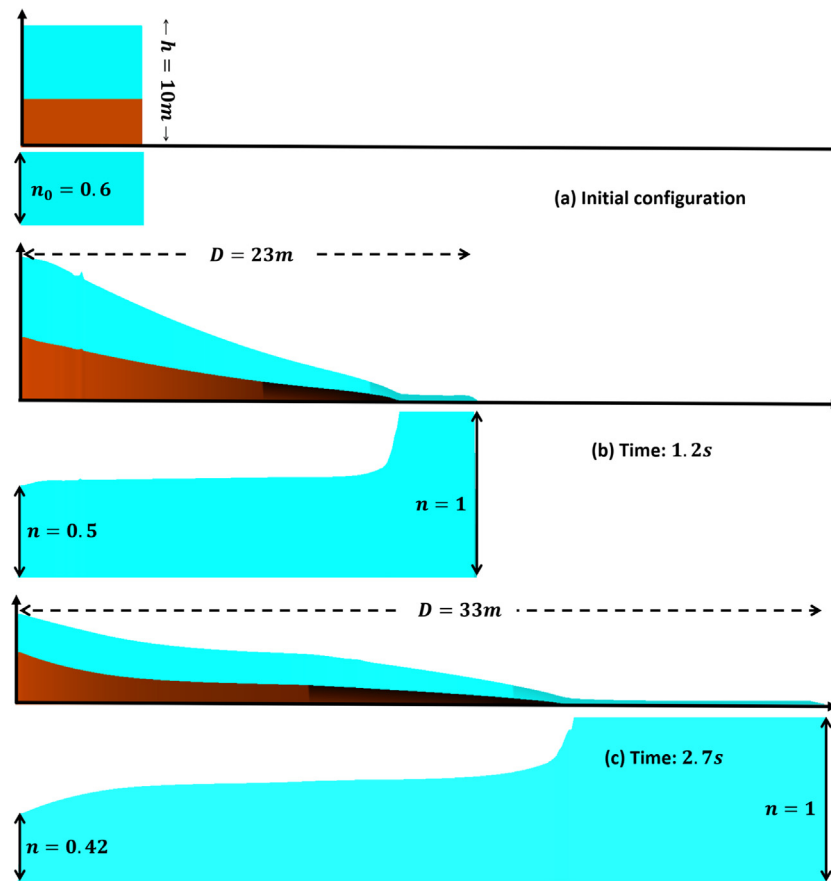 ← h = 10m →
n₀ = 0.6
(a) Initial configuration
D = 23m
(b) Time: 1.2s
n = 1
n = 0.5
D = 33m
(c) Time: 2.7s
n = 1
n = 0.42